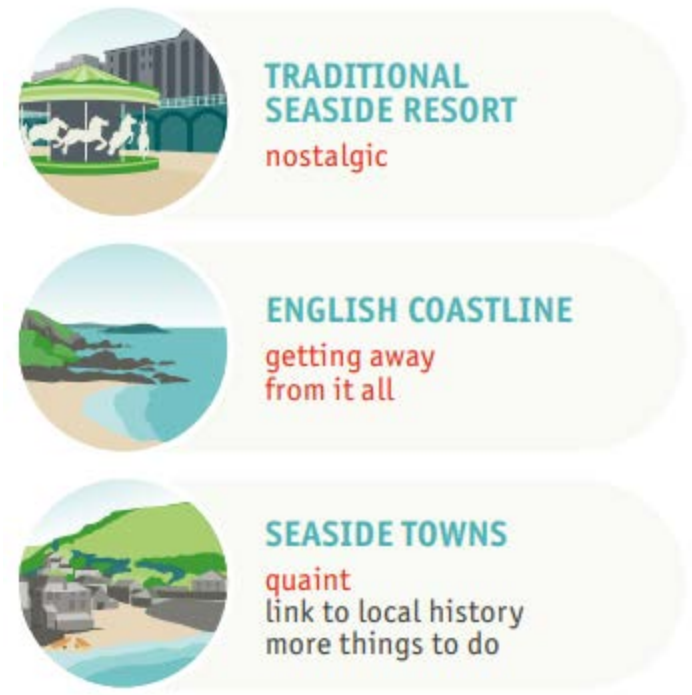 TRADITIONAL
SEASIDE RESORT
nostalgic
ENGLISH COASTLINE
getting away
from it all
SEASIDE TOWNS
quaint
link to local history
more things to do